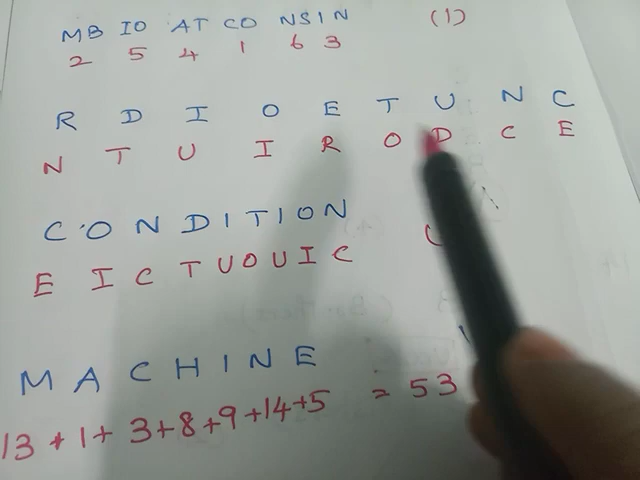 MB IO AT CO NSIN (1)
2 5 4 1 6 3
R D I O E T U N C
N T U I R O D C E
CONDITION
E I C T U O U I C
MACHINE
13 + 1 + 3 + 8 + 9 + 14 + 5 = 53